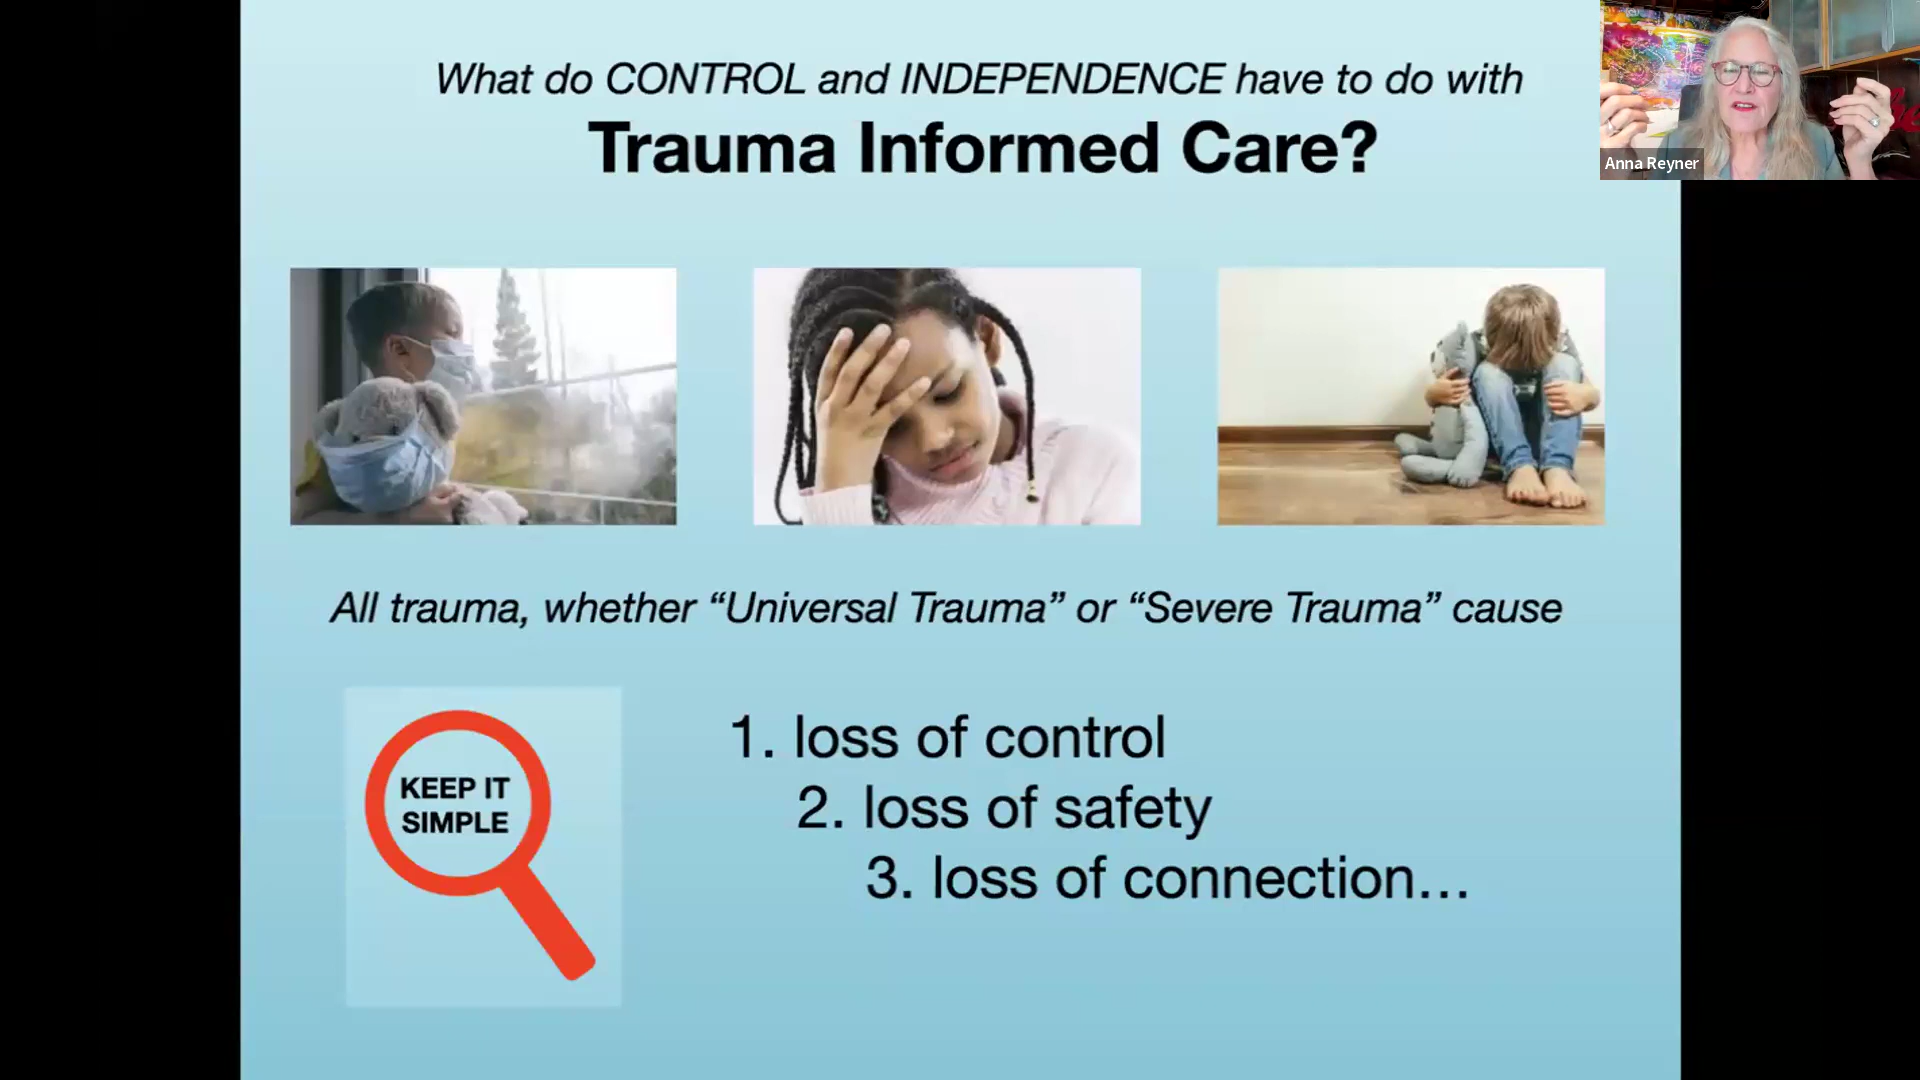 What do CONTROL and INDEPENDENCE have to do with
Trauma Informed Care?
Anna Reyner
All trauma, whether “Universal Trauma” or “Severe Trauma” cause
KEEP IT
SIMPLE
1. loss of control
2. loss of safety
3. loss of connection…